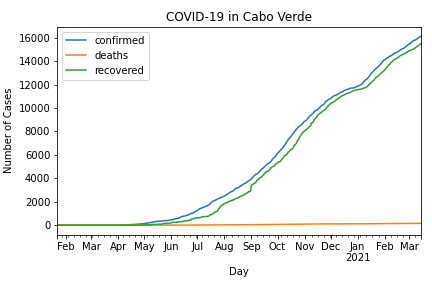 COVID-19 in Cabo Verde
confirmed
deaths
recovered
Number of Cases
16000
14000
12000
10000
8000
6000
4000
2000
0
Feb Mar Apr May Jun Jul Aug Sep Oct Nov Dec Jan Feb Mar
2021
Day